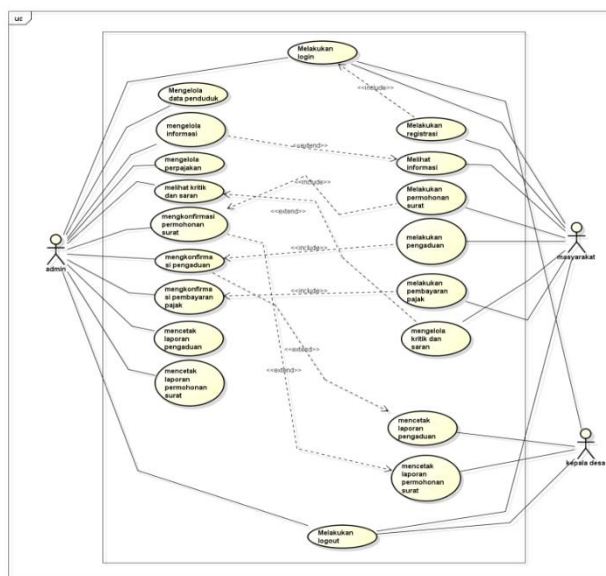 uc
Melakukan
login
Mengelola
data penduduk
<<include>>
mengelola
informasi
Melakukan
registrasi
<<extend>>
mengelola
perpajakan
Melihat
informasi
melihat kritik
dan saran
<<include>>
Melakukan
permohonan
surat
<<extend>>
mengkonfirmasi
permohonan
surat
melakukan
pengaduan
admin
masyarakat
mengkonfirma
si pengaduan
<<include>>
mengkonfirma
si pembayaran
pajak
<<include>>
melakukan
pembayaran
pajak
mencetak
laporan
pengaduan
mengelola
kritik dan
saran
<<extend>>
mencetak
laporan
permohonan
surat
<<extend>>
mencetak
laporan
pengaduan
kepala desa
mencetak
laporan
permohonan
surat
Melakukan
logout